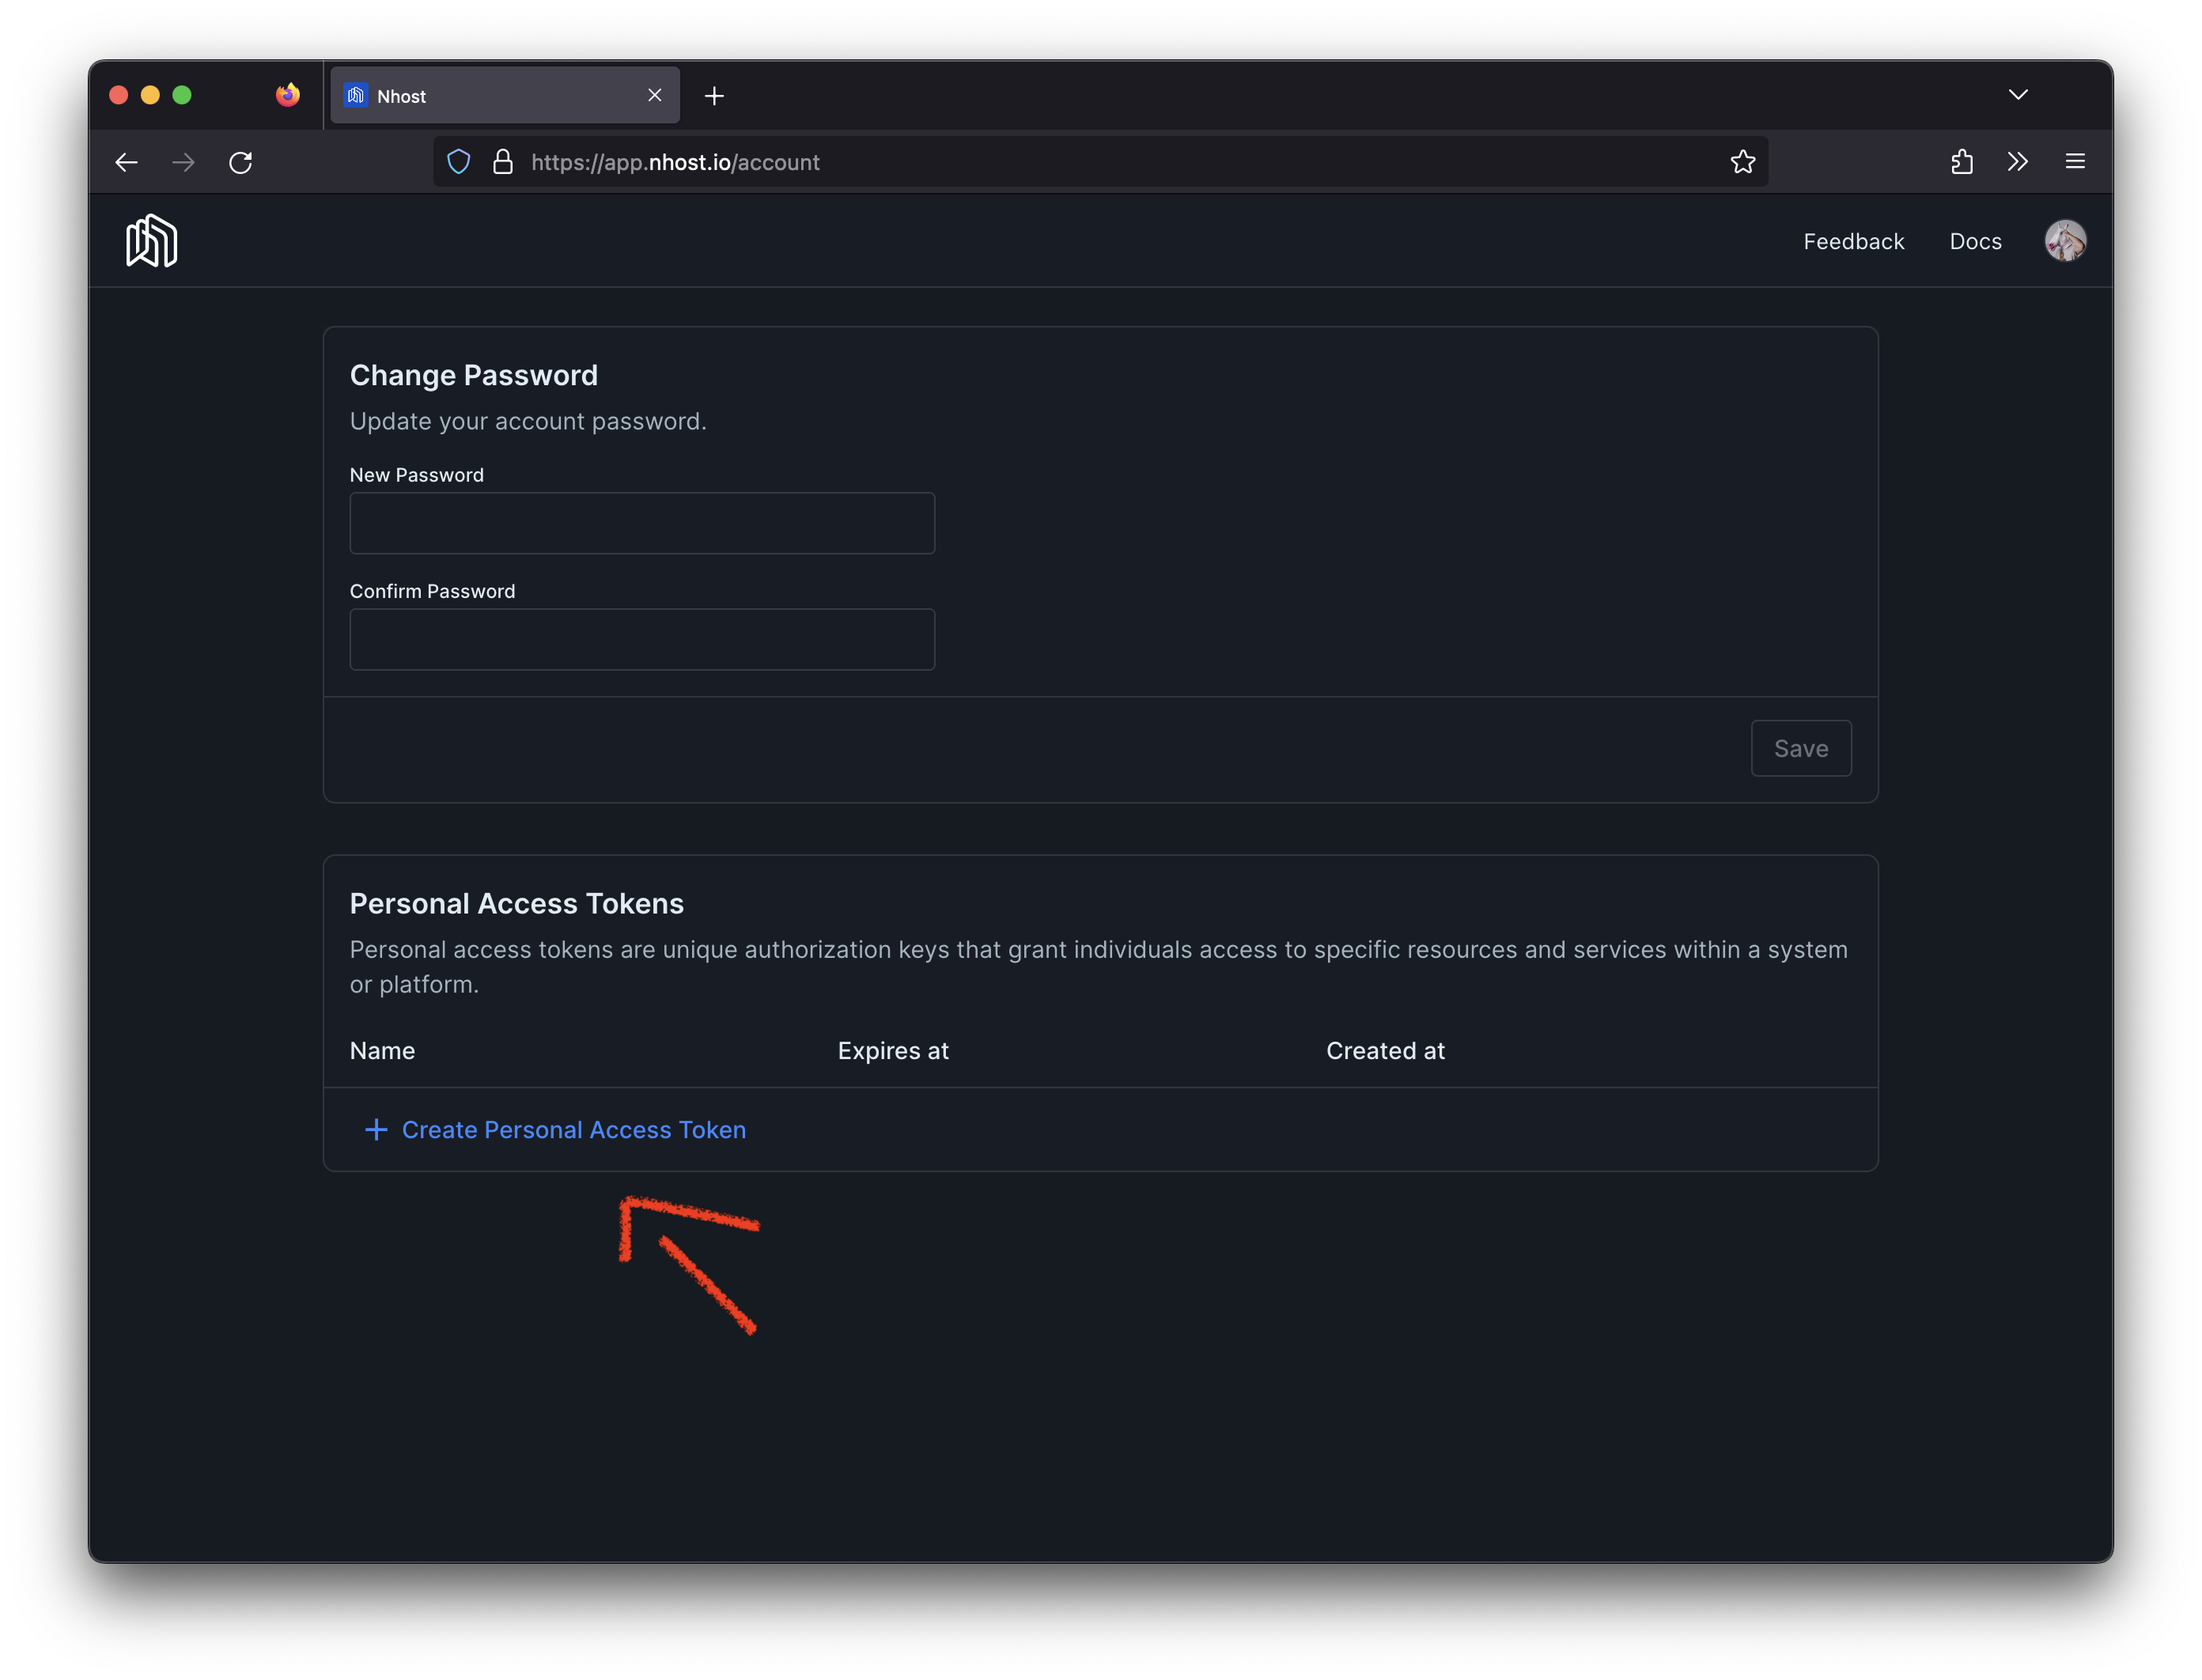 Nhost
https://app.nhost.io/account
Feedback Docs
Change Password
Update your account password.
New Password
Confirm Password
Save
Personal Access Tokens
Personal access tokens are unique authorization keys that grant individuals access to specific resources and services within a system
or platform.
Name Expires at Created at
Create Personal Access Token